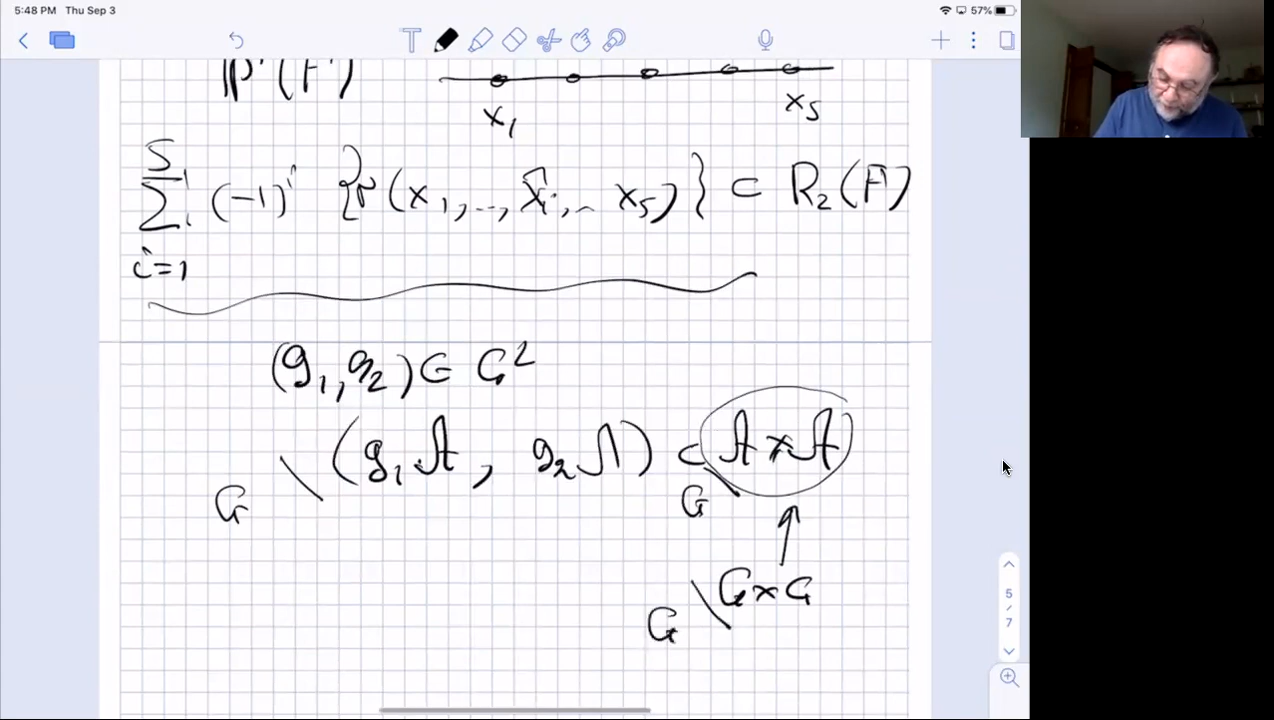 5:48 PM Thu Sep 3
57%
ℙ¹(F)
x₁ x₅
5
∑ (-1)ⁱ {r(x₁,..,x̂ᵢ,.. x₅)} ⊂ R₂(F)
i=1
(g₁,g₂) ∈ G²
G \ (g₁A, g₂A) ⊂ G \ A×A
G \ G×G
5
/
7